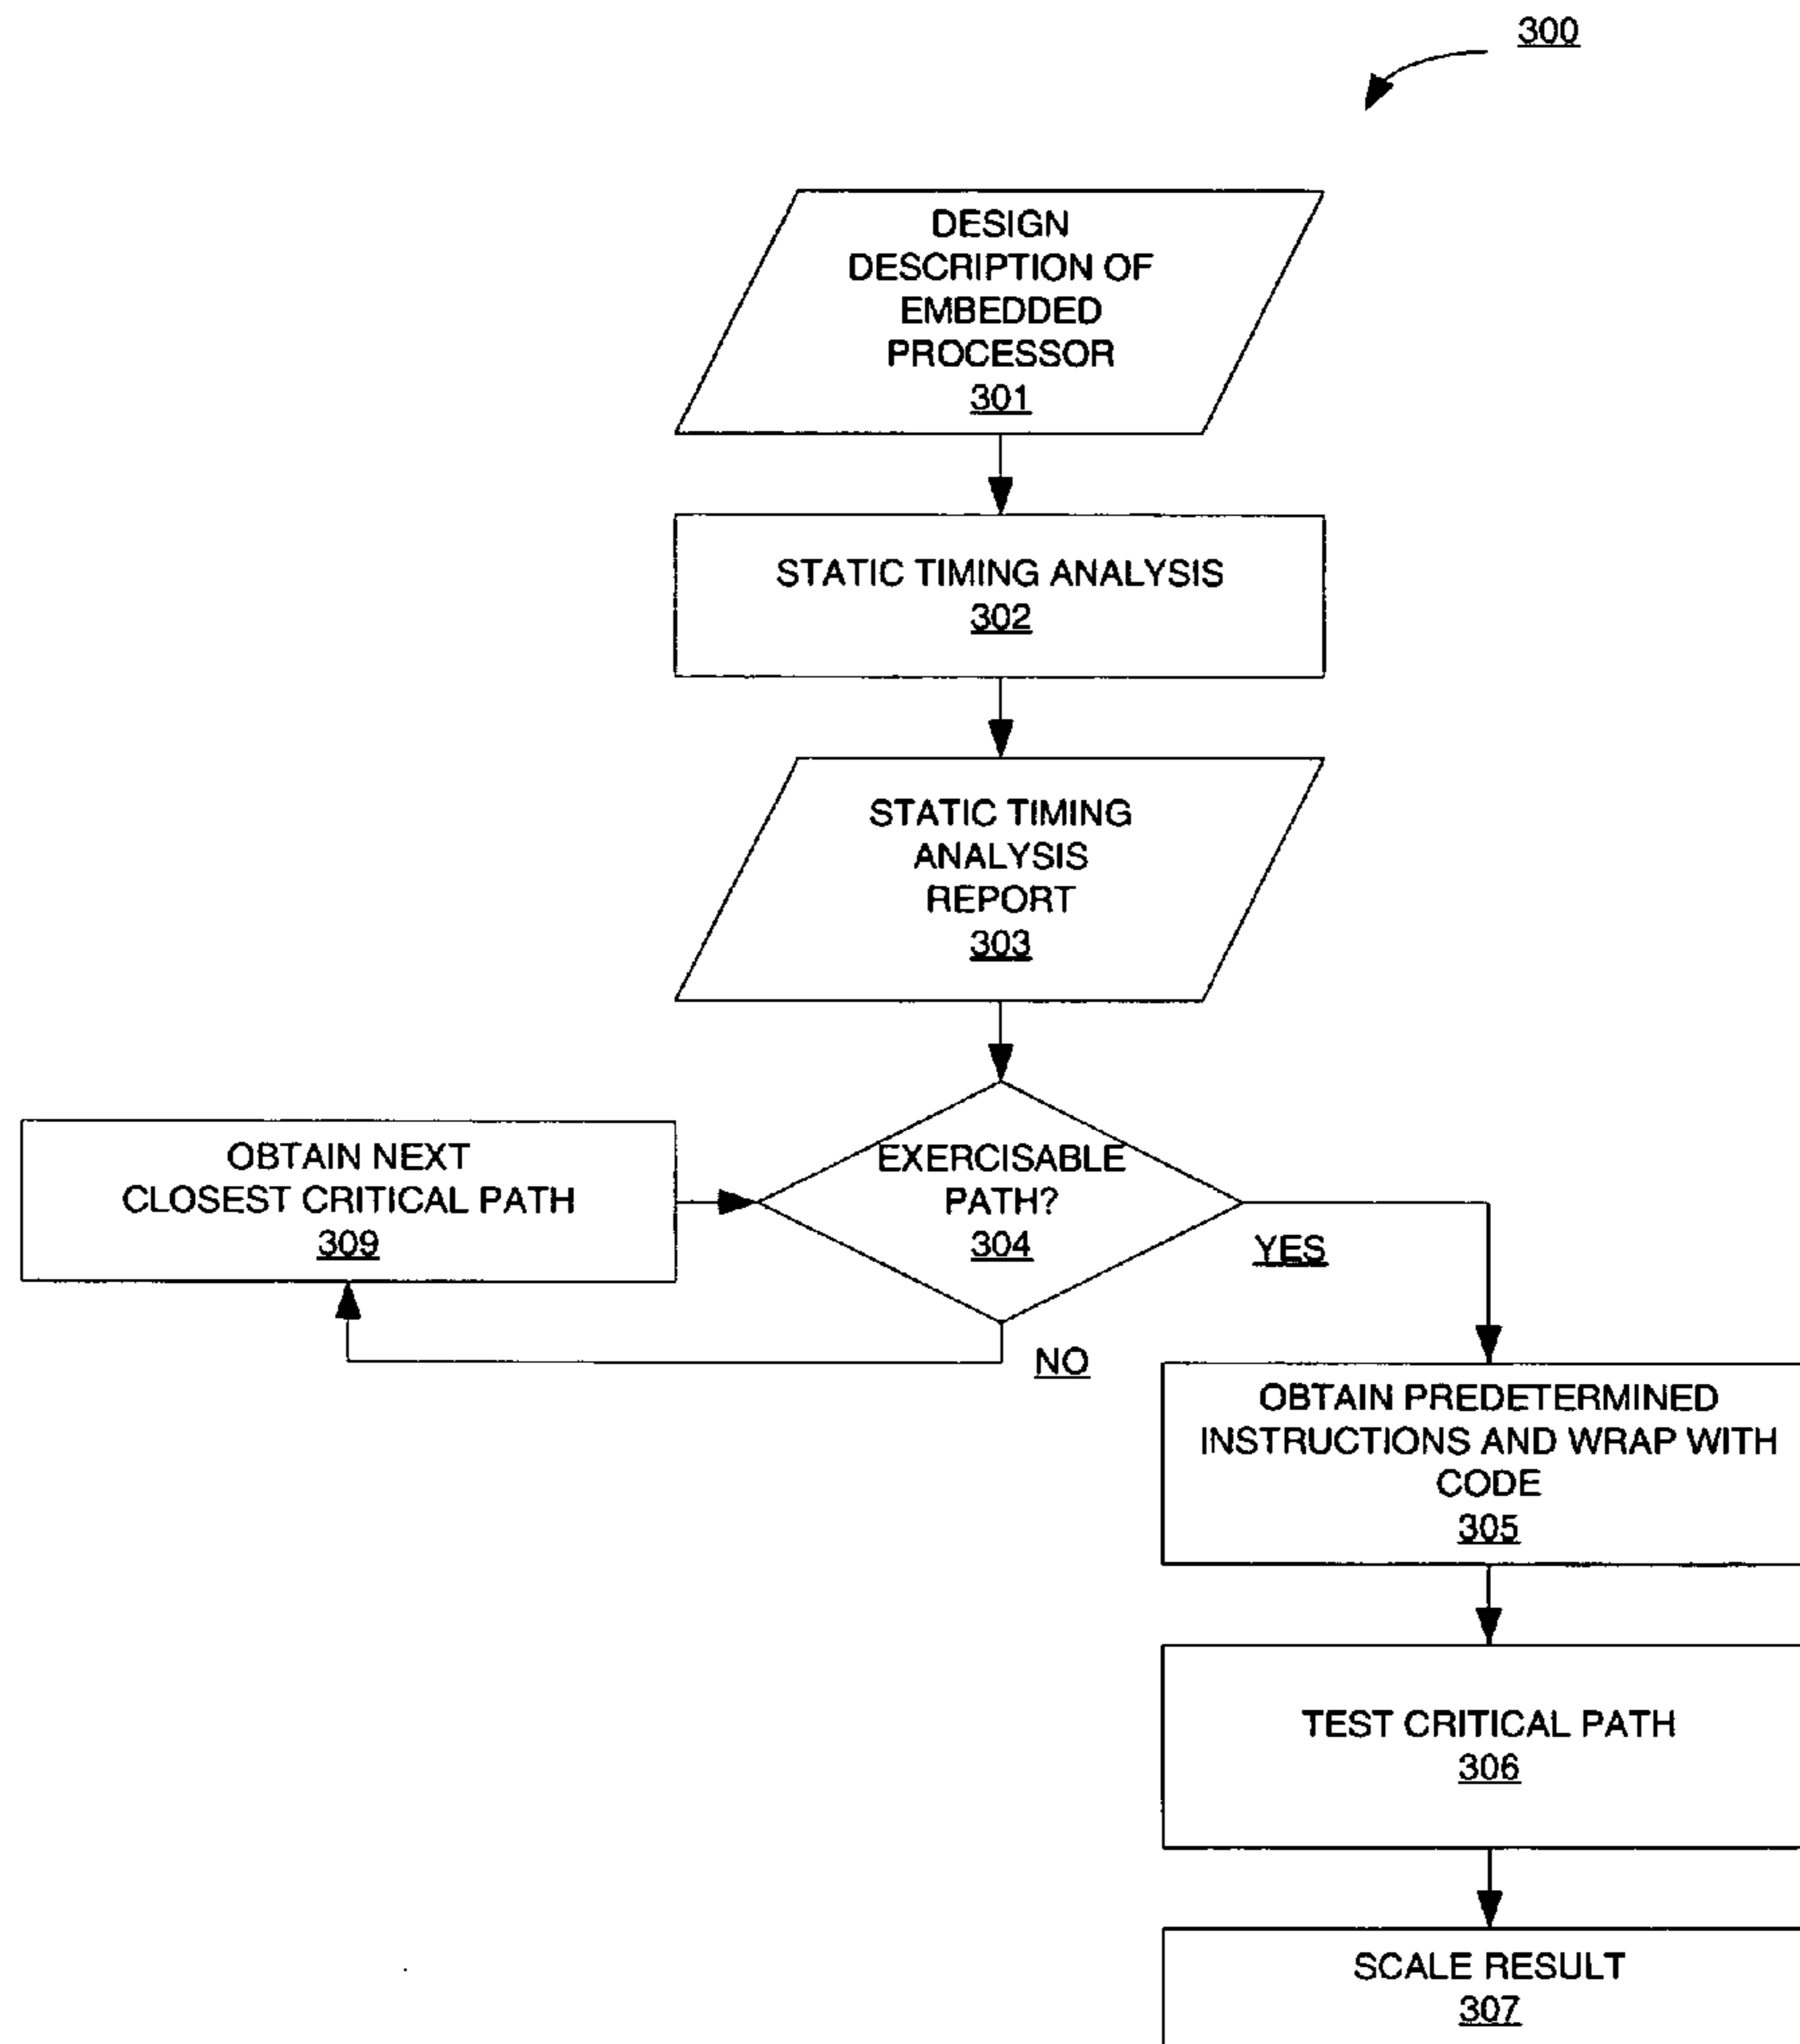 300
DESIGN
DESCRIPTION OF
EMBEDDED
PROCESSOR
301
STATIC TIMING ANALYSIS
302
STATIC TIMING
ANALYSIS
REPORT
303
OBTAIN NEXT
CLOSEST CRITICAL PATH
309
EXERCISABLE
PATH?
304
YES
NO
OBTAIN PREDETERMINED
INSTRUCTIONS AND WRAP WITH
CODE
305
TEST CRITICAL PATH
306
SCALE RESULT
307